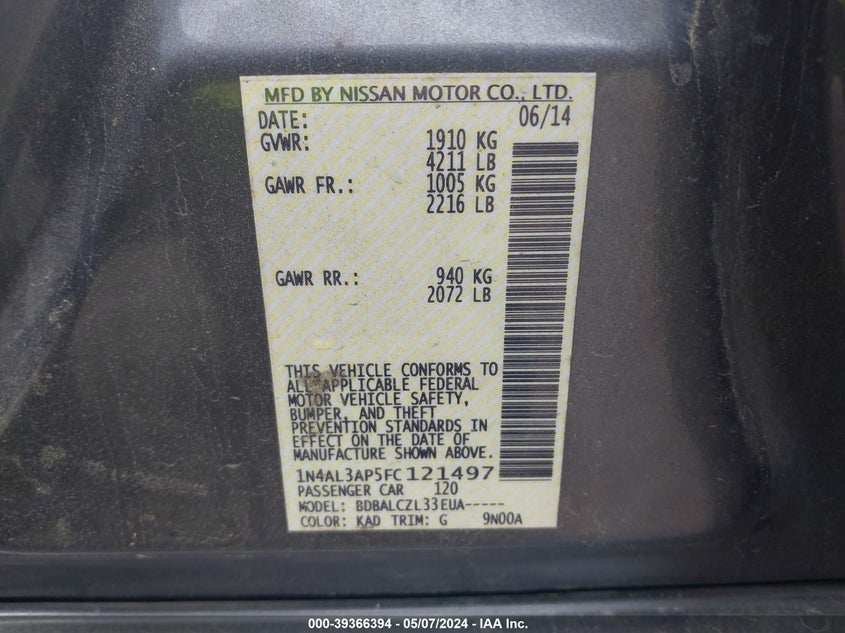 MFD BY NISSAN MOTOR CO., LTD.
DATE: 06/14
GVWR: 1910 KG
4211 LB
GAWR FR.: 1005 KG
2216 LB
GAWR RR.: 940 KG
2072 LB
THIS VEHICLE CONFORMS TO
ALL APPLICABLE FEDERAL
MOTOR VEHICLE SAFETY,
BUMPER, AND THEFT
PREVENTION STANDARDS IN
EFFECT ON THE DATE OF
MANUFACTURE SHOWN ABOVE.
1N4AL3AP5FC121497
PASSENGER CAR 120
MODEL: BDBALCZL33EUA-----
COLOR: KAD TRIM: G 9N00A
000-39366394 - 05/07/2024 - IAA Inc.